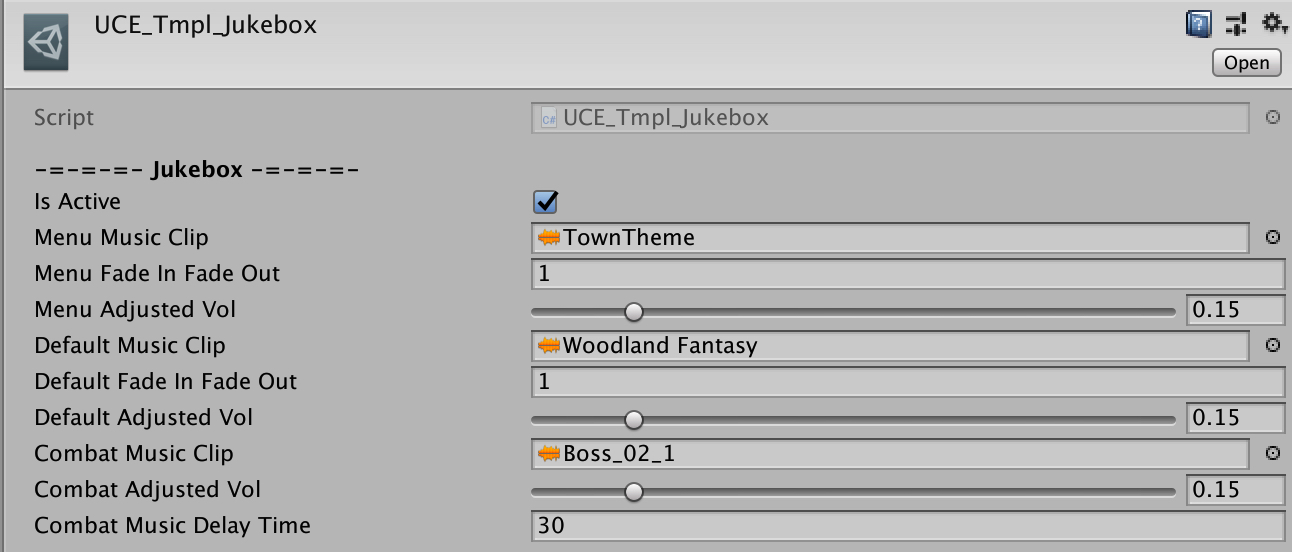 UCE_Tmpl_Jukebox
Open
Script UCE_Tmpl_Jukebox
-=-=-=- Jukebox -=-=-=-
Is Active
Menu Music Clip TownTheme
Menu Fade In Fade Out 1
Menu Adjusted Vol 0.15
Default Music Clip Woodland Fantasy
Default Fade In Fade Out 1
Default Adjusted Vol 0.15
Combat Music Clip Boss_02_1
Combat Adjusted Vol 0.15
Combat Music Delay Time 30